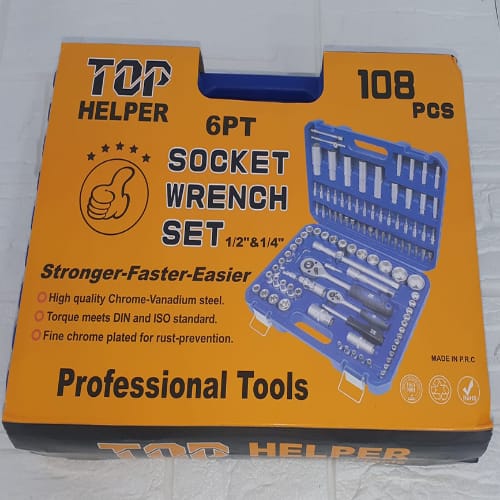 TOP
HELPER
108
PCS
6PT
SOCKET
WRENCH
SET 1/2"&1/4"
Stronger-Faster-Easier
High quality Chrome-Vanadium steel.
Torque meets DIN and ISO standard.
Fine chrome plated for rust-prevention.
MADE IN P.R.C
Professional Tools
RoHS
TOP HELPER